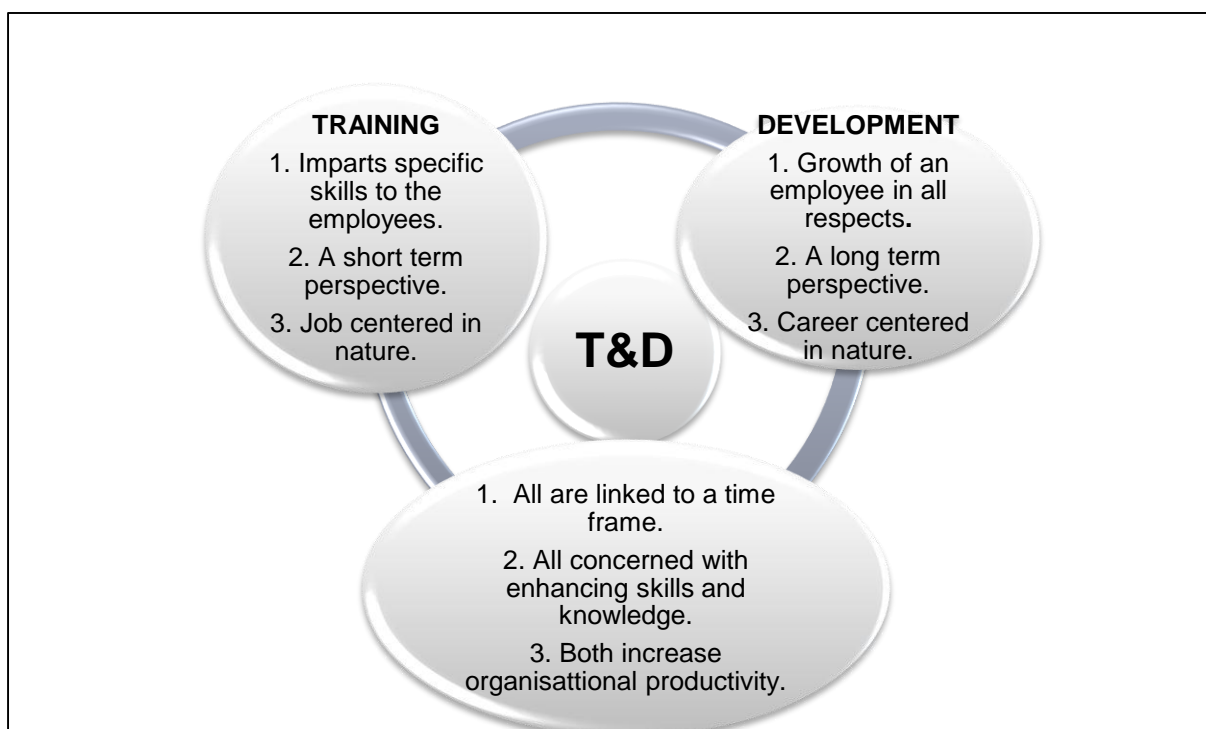 TRAINING
1. Imparts specific
skills to the
employees.
2. A short term
perspective.
3. Job centered in
nature.
DEVELOPMENT
1. Growth of an
employee in all
respects.
2. A long term
perspective.
3. Career centered
in nature.
T&D
1. All are linked to a time
frame.
2. All concerned with
enhancing skills and
knowledge.
3. Both increase
organisattional productivity.